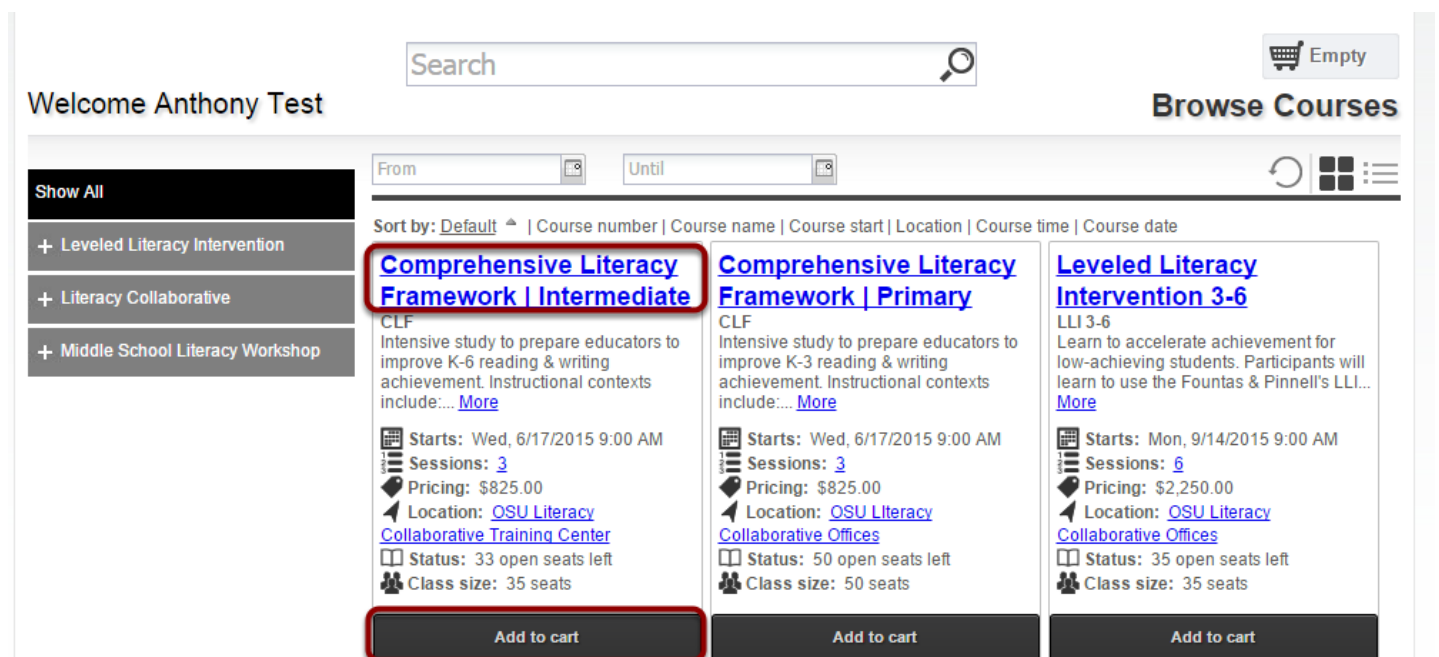 Search
Empty
Welcome Anthony Test
Browse Courses
From
Until
Show All
+ Leveled Literacy Intervention
+ Literacy Collaborative
+ Middle School Literacy Workshop
Sort by: Default | Course number | Course name | Course start | Location | Course time | Course date
Comprehensive Literacy
Framework | Intermediate
CLF
Intensive study to prepare educators to
improve K-6 reading & writing
achievement. Instructional contexts
include:... More
Starts: Wed, 6/17/2015 9:00 AM
Sessions: 3
Pricing: $825.00
Location: OSU Literacy
Collaborative Training Center
Status: 33 open seats left
Class size: 35 seats
Add to cart
Comprehensive Literacy
Framework | Primary
CLF
Intensive study to prepare educators to
improve K-3 reading & writing
achievement. Instructional contexts
include:... More
Starts: Wed, 6/17/2015 9:00 AM
Sessions: 3
Pricing: $825.00
Location: OSU LIteracy
Collaborative Offices
Status: 50 open seats left
Class size: 50 seats
Add to cart
Leveled Literacy
Intervention 3-6
LLI 3-6
Learn to accelerate achievement for
low-achieving students. Participants will
learn to use the Fountas & Pinnell's LLI...
More
Starts: Mon, 9/14/2015 9:00 AM
Sessions: 6
Pricing: $2,250.00
Location: OSU LIteracy
Collaborative Offices
Status: 35 open seats left
Class size: 35 seats
Add to cart